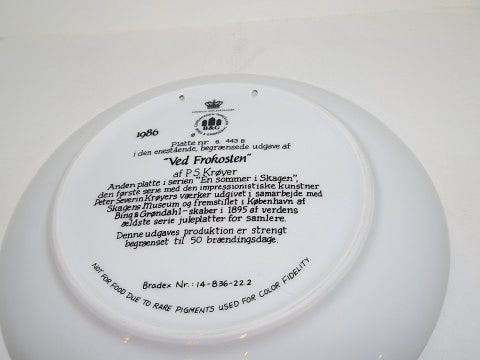 B&G
1986
Platte nr. B 443 B
i den enestående, begrænsede udgave af
"Ved Frokosten"
af P.S. Krøyer
Anden platte i serien "En sommer i Skagen",
den første serie med den impressionistiske kunstner
Peter Severin Krøyers værker udgivet i samarbejde med
Skagens Museum og fremstillet i København af
Bing & Grøndahl - skaber i 1895 af verdens
ældste serie juleplatter for samlere.
Denne udgaves produktion er strengt
begrænset til 50 brændingsdage.
Bradex Nr.: 14-B36-22.2
NOT FOR FOOD DUE TO RARE PIGMENTS USED FOR COLOR FIDELITY